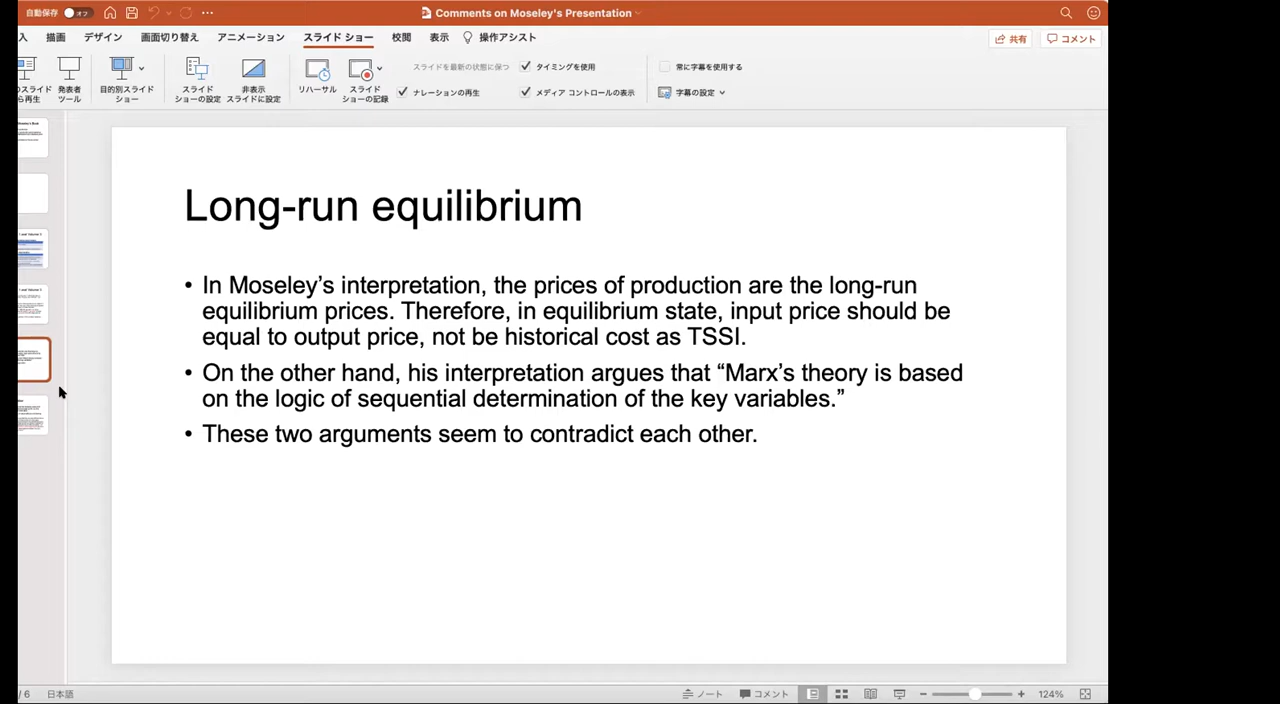 自動保存 オフ
Comments on Moseley's Presentation
入 描画 デザイン 画面切り替え アニメーション スライド ショー 校閲 表示 操作アシスト 共有 コメント
スライド
ら再生
発表者
ツール
目的別スライド
ショー
スライド
ショーの設定
非表示
スライドに設定
リハーサル
スライド
ショーの記録
スライドを最新の状態に保つ
タイミングを使用
ナレーションの再生
メディア コントロールの表示
常に字幕を使用する
字幕の設定
Long-run equilibrium
• In Moseley’s interpretation, the prices of production are the long-run
equilibrium prices. Therefore, in equilibrium state, input price should be
equal to output price, not be historical cost as TSSI.
• On the other hand, his interpretation argues that “Marx’s theory is based
on the logic of sequential determination of the key variables.”
• These two arguments seem to contradict each other.
/ 6 日本語 ノート コメント 124%